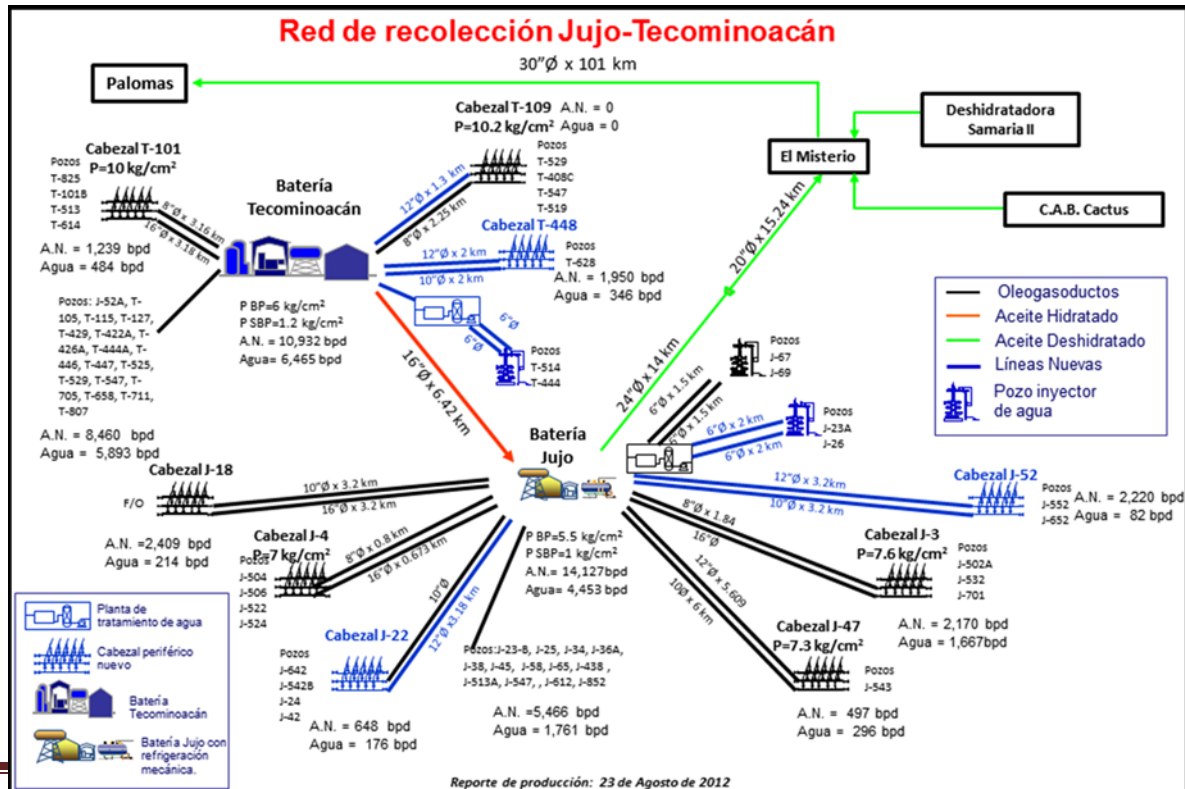 Red de recolección Jujo-Tecominoacán
30”Ø x 101 km
Palomas
Deshidratadora
Samaria II
El Misterio
C.A.B. Cactus
20”Ø x 15.24 km
24”Ø x 14 km
Cabezal T-109
P=10.2 kg/cm²
A.N. = 0
Agua = 0
Pozos
T-529
T-408C
T-547
T-519
12”Ø x 1.3 km
8”Ø x 2.25 km
Cabezal T-101
P=10 kg/cm²
Pozos
T-825
T-101B
T-513
T-614
8”Ø x 3.16 km
16”Ø x 3.18 km
A.N. = 1,239 bpd
Agua = 484 bpd
Batería
Tecominoacán
Cabezal T-448
12”Ø x 2 km
10”Ø x 2 km
Pozos
T-628
A.N. = 1,950 bpd
Agua = 346 bpd
P BP=6 kg/cm²
P SBP=1.2 kg/cm²
A.N. = 10,932 bpd
Agua= 6,465 bpd
6”Ø
6”Ø
Pozos
T-514
T-444
Pozos: J-52A, T-
105, T-115, T-127,
T-429, T-422A, T-
426A, T-444A, T-
446, T-447, T-525,
T-529, T-547, T-
705, T-658, T-711,
T-807
A.N. = 8,460 bpd
Agua = 5,893 bpd
16”Ø x 6.42 km
Oleogasoductos
Aceite Hidratado
Aceite Deshidratado
Líneas Nuevas
Pozo inyector
de agua
Pozos
J-67
J-69
6”Ø x 1.5 km
6”Ø x 1.5 km
Pozos
J-23A
J-26
6”Ø x 2 km
6”Ø x 2 km
Batería
Jujo
Cabezal J-18
F/O
10”Ø x 3.2 km
16”Ø x 3.2 km
A.N. =2,409 bpd
Agua = 214 bpd
Cabezal J-52
12”Ø x 3.2km
10”Ø x 3.2 km
Pozos
J-552
J-652
A.N. = 2,220 bpd
Agua = 82 bpd
Cabezal J-4
P=7 kg/cm²
Pozos
J-504
J-506
J-522
J-524
8”Ø x 0.8 km
16”Ø x 0.673 km
P BP=5.5 kg/cm²
P SBP=1 kg/cm²
A.N.= 14,127bpd
Agua= 4,453 bpd
8”Ø x 1.84
16”Ø
Cabezal J-3
P=7.6 kg/cm²
Pozos
J-502A
J-532
J-701
A.N. = 2,170 bpd
Agua = 1,667bpd
12”Ø x 5.609
10Ø x 6 km
Cabezal J-47
P=7.3 kg/cm²
Pozos
J-543
A.N. = 497 bpd
Agua = 296 bpd
Cabezal J-22
10”Ø
12”Ø x3.18 km
Pozos
J-642
J-542B
J-24
J-42
A.N. = 648 bpd
Agua = 176 bpd
Pozos:J-23-8, J-25, J-34, J-36A,
J-38, J-45, J-58, J-65, J-438 ,
J-513A, J-547, , J-612, J-852
A.N. =5,466 bpd
Agua = 1,761 bpd
Planta de
tratamiento de agua
Cabezal periférico
nuevo
Batería
Tecominoacán
Batería Jujo con
refrigeración
mecánica.
Reporte de producción: 23 de Agosto de 2012